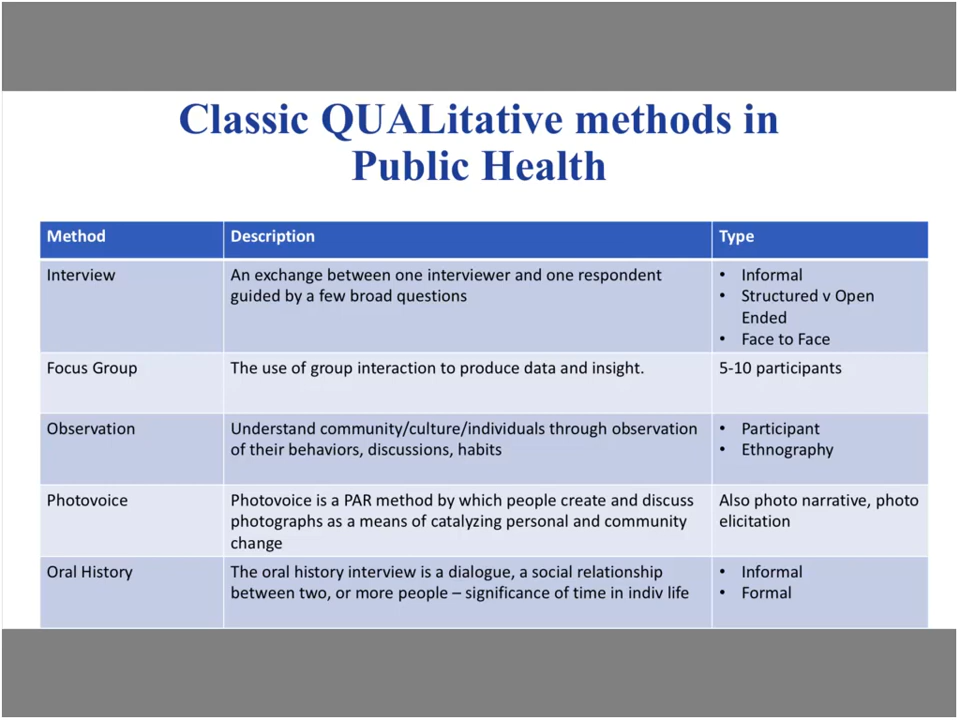 Classic QUALitative methods in
Public Health
Method Description Type
Interview An exchange between one interviewer and one respondent • Informal
guided by a few broad questions • Structured v Open
Ended
• Face to Face
Focus Group The use of group interaction to produce data and insight. 5-10 participants
Observation Understand community/culture/individuals through observation • Participant
of their behaviors, discussions, habits • Ethnography
Photovoice Photovoice is a PAR method by which people create and discuss Also photo narrative, photo
photographs as a means of catalyzing personal and community elicitation
change
Oral History The oral history interview is a dialogue, a social relationship • Informal
between two, or more people – significance of time in indiv life • Formal